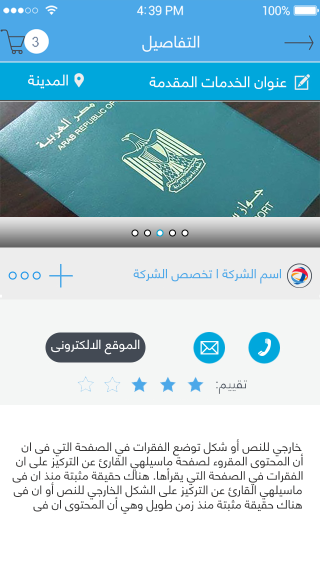 4:39 PM
100%
3
التفاصيل
عنوان الخدمات المقدمة
المدينة
مصر العربية
ARAB REPUBLIC OF
جواز سـ
PORT
اسم الشركة | تخصص الشركة
الموقع الالكترونى
تقييم:
خارجي للنص أو شكل توضع الفقرات في الصفحة التي فى ان
أن المحتوى المقروء لصفحة ماسيلهي القارئ عن التركيز على ان
الفقرات في الصفحة التي يقرأها. هناك حقيقة مثبتة منذ ان فى
ماسيلهي القارئ عن التركيز على الشكل الخارجي للنص أو ان فى
هناك حقيقة مثبتة منذ زمن طويل وهي أن المحتوى ان فى